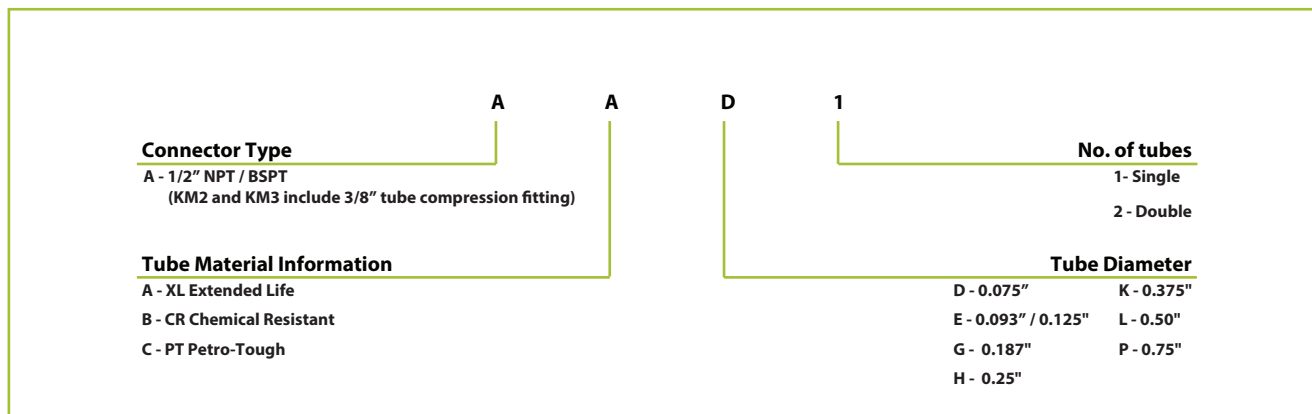 A A D 1
Connector Type
A - 1/2” NPT / BSPT
(KM2 and KM3 include 3/8” tube compression fitting)
No. of tubes
1- Single
2 - Double
Tube Material Information
A - XL Extended Life
B - CR Chemical Resistant
C - PT Petro-Tough
Tube Diameter
D - 0.075” K - 0.375"
E - 0.093” / 0.125" L - 0.50"
G - 0.187" P - 0.75"
H - 0.25"